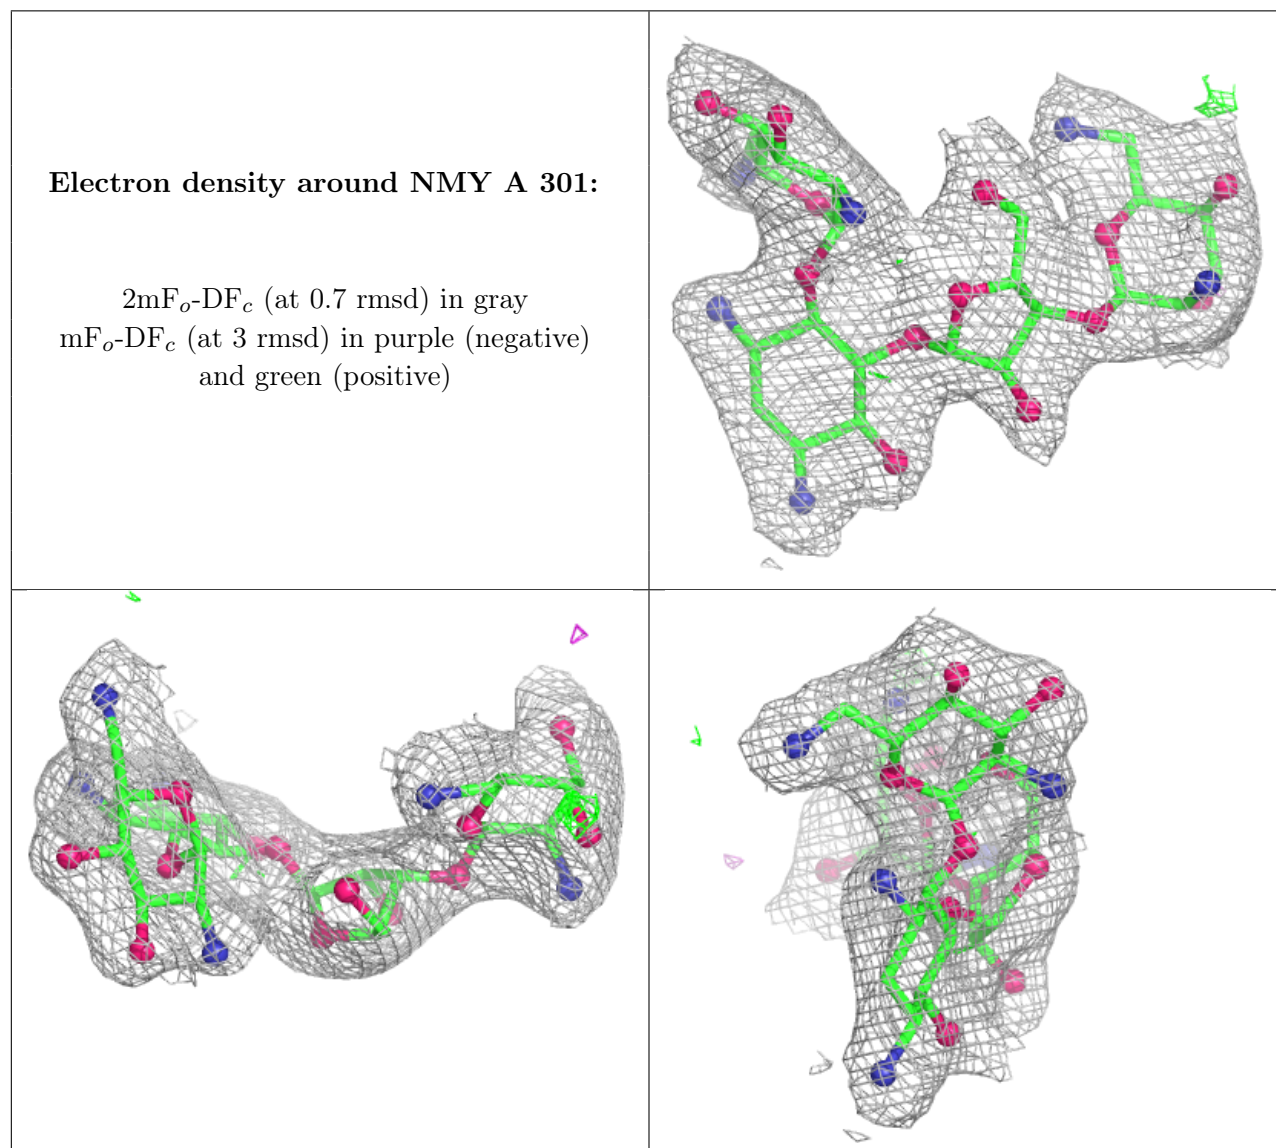 Electron density around NMY A 301:
2mFo-DFc (at 0.7 rmsd) in gray
mFo-DFc (at 3 rmsd) in purple (negative)
and green (positive)